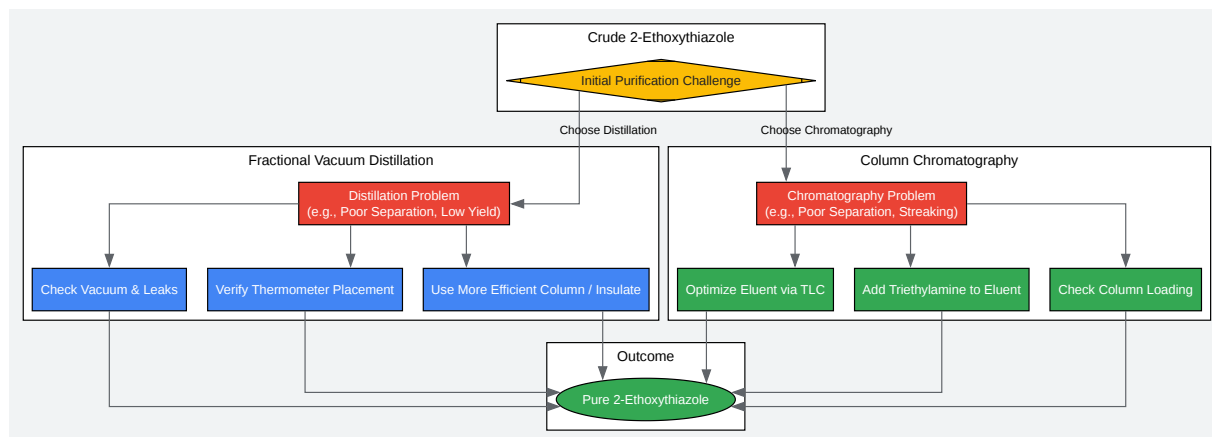 Crude 2-Ethoxythiazole
Initial Purification Challenge
Choose Distillation
Choose Chromatography
Fractional Vacuum Distillation
Column Chromatography
Distillation Problem
(e.g., Poor Separation, Low Yield)
Chromatography Problem
(e.g., Poor Separation, Streaking)
Check Vacuum & Leaks
Verify Thermometer Placement
Use More Efficient Column / Insulate
Optimize Eluent via TLC
Add Triethylamine to Eluent
Check Column Loading
Outcome
Pure 2-Ethoxythiazole